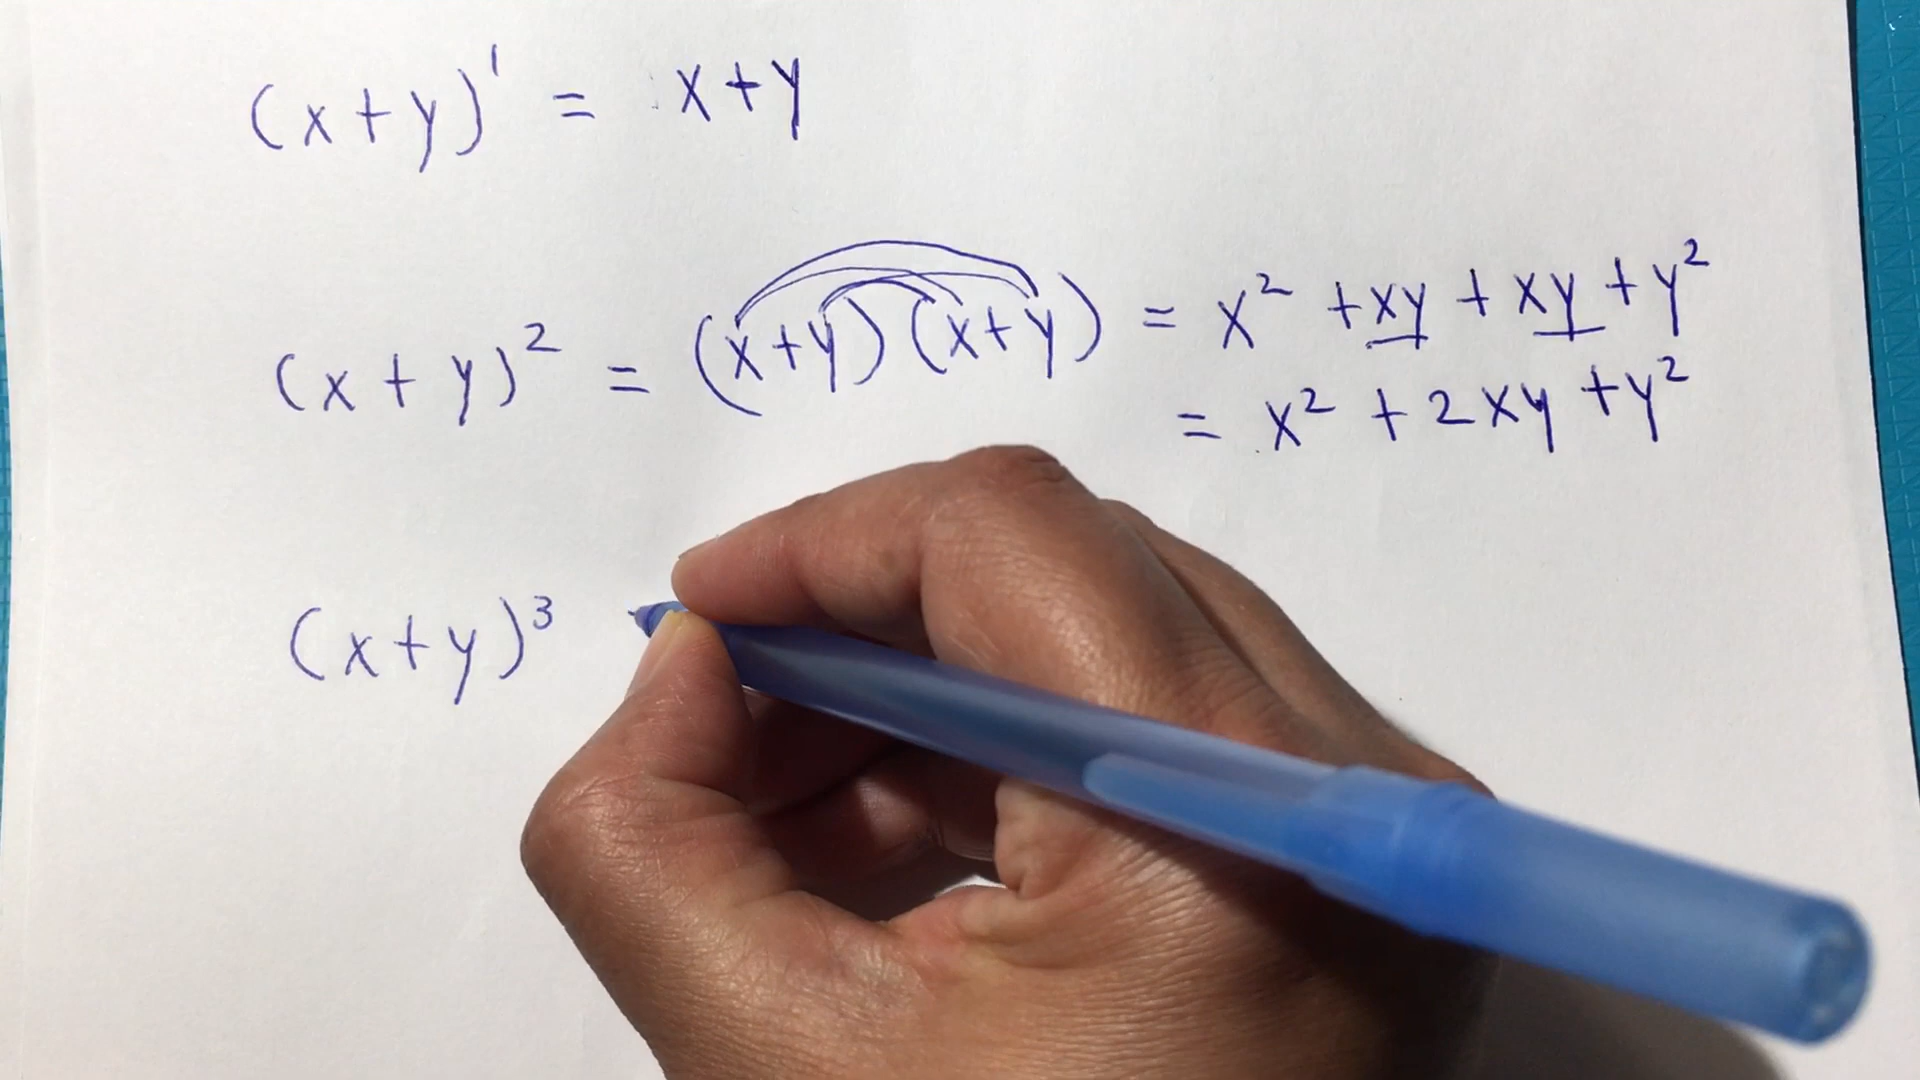 (x+y)¹ = x+y
(x+y)² = (x+y)(x+y) = x² +xy + xy + y²
= x² + 2xy + y²
(x+y)³